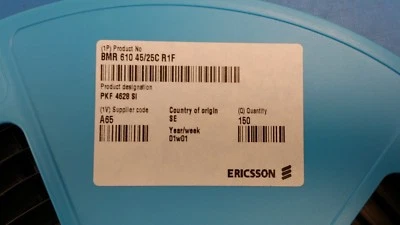 (1P) Product No
BMR 610 45/25C R1F
Product designation
PKF 4628 SI
(1V) Supplier code
Country of origin
(Q) Quantity
A65
SE
150
Year/week
01w01
ERICSSON